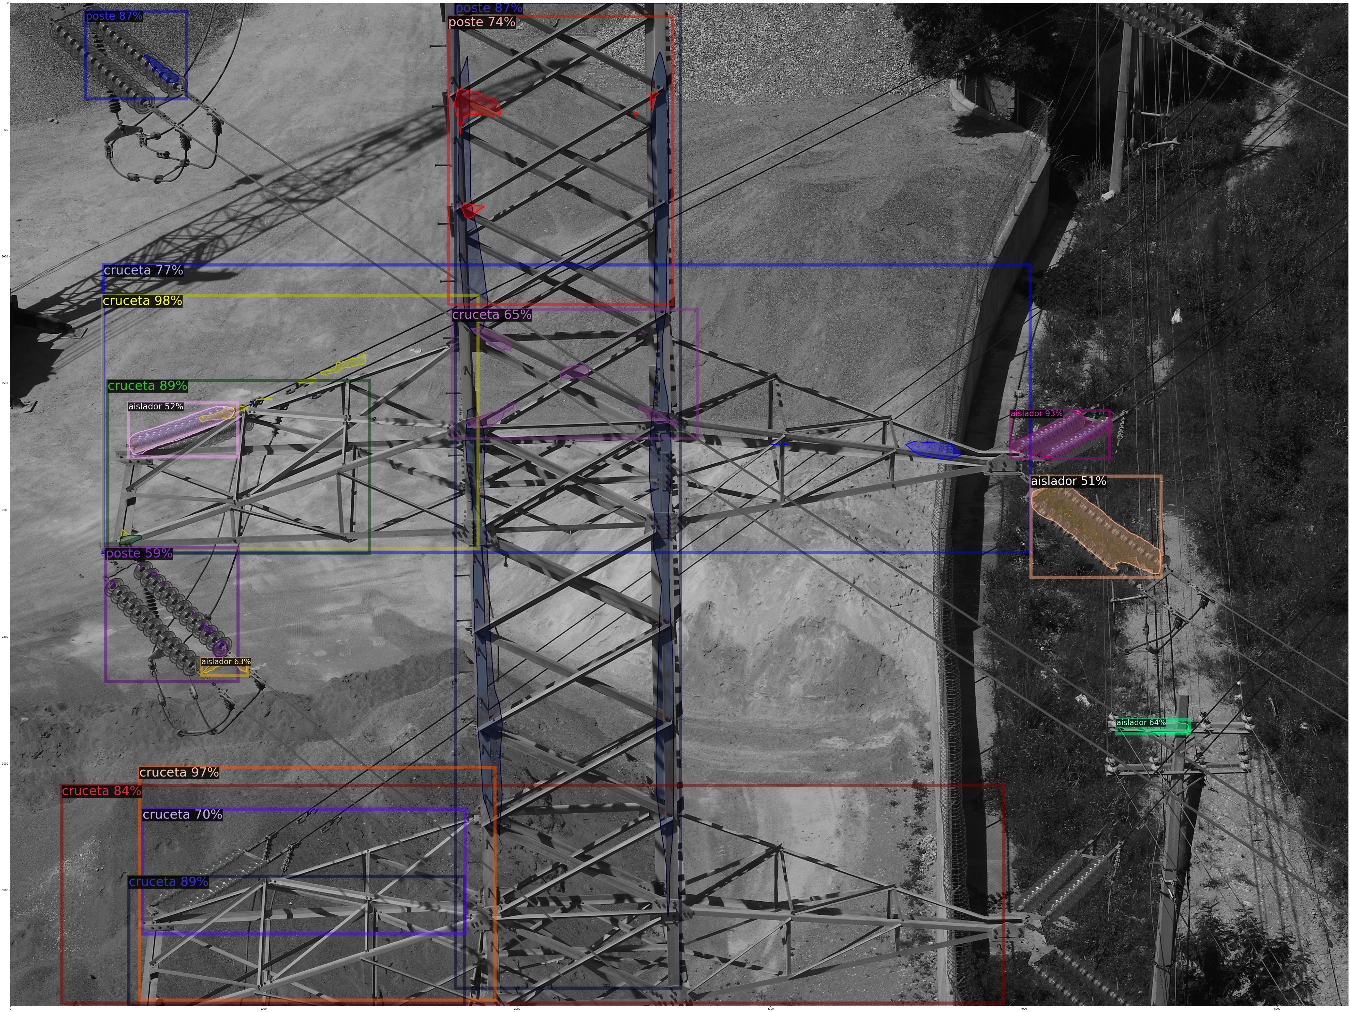 poste 87%
poste 87%
poste 74%
cruceta 77%
cruceta 98%
cruceta 65%
cruceta 89%
aislador 52%
aislador 93%
aislador 51%
poste 59%
aislador 63%
aislador 64%
cruceta 97%
cruceta 84%
cruceta 70%
cruceta 89%